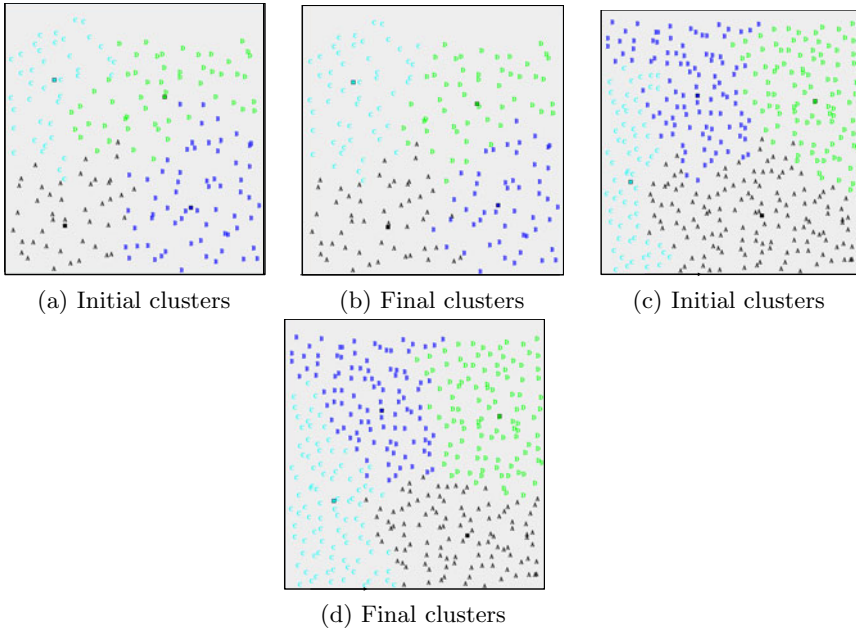 (a) Initial clusters
(b) Final clusters
(c) Initial clusters
(d) Final clusters